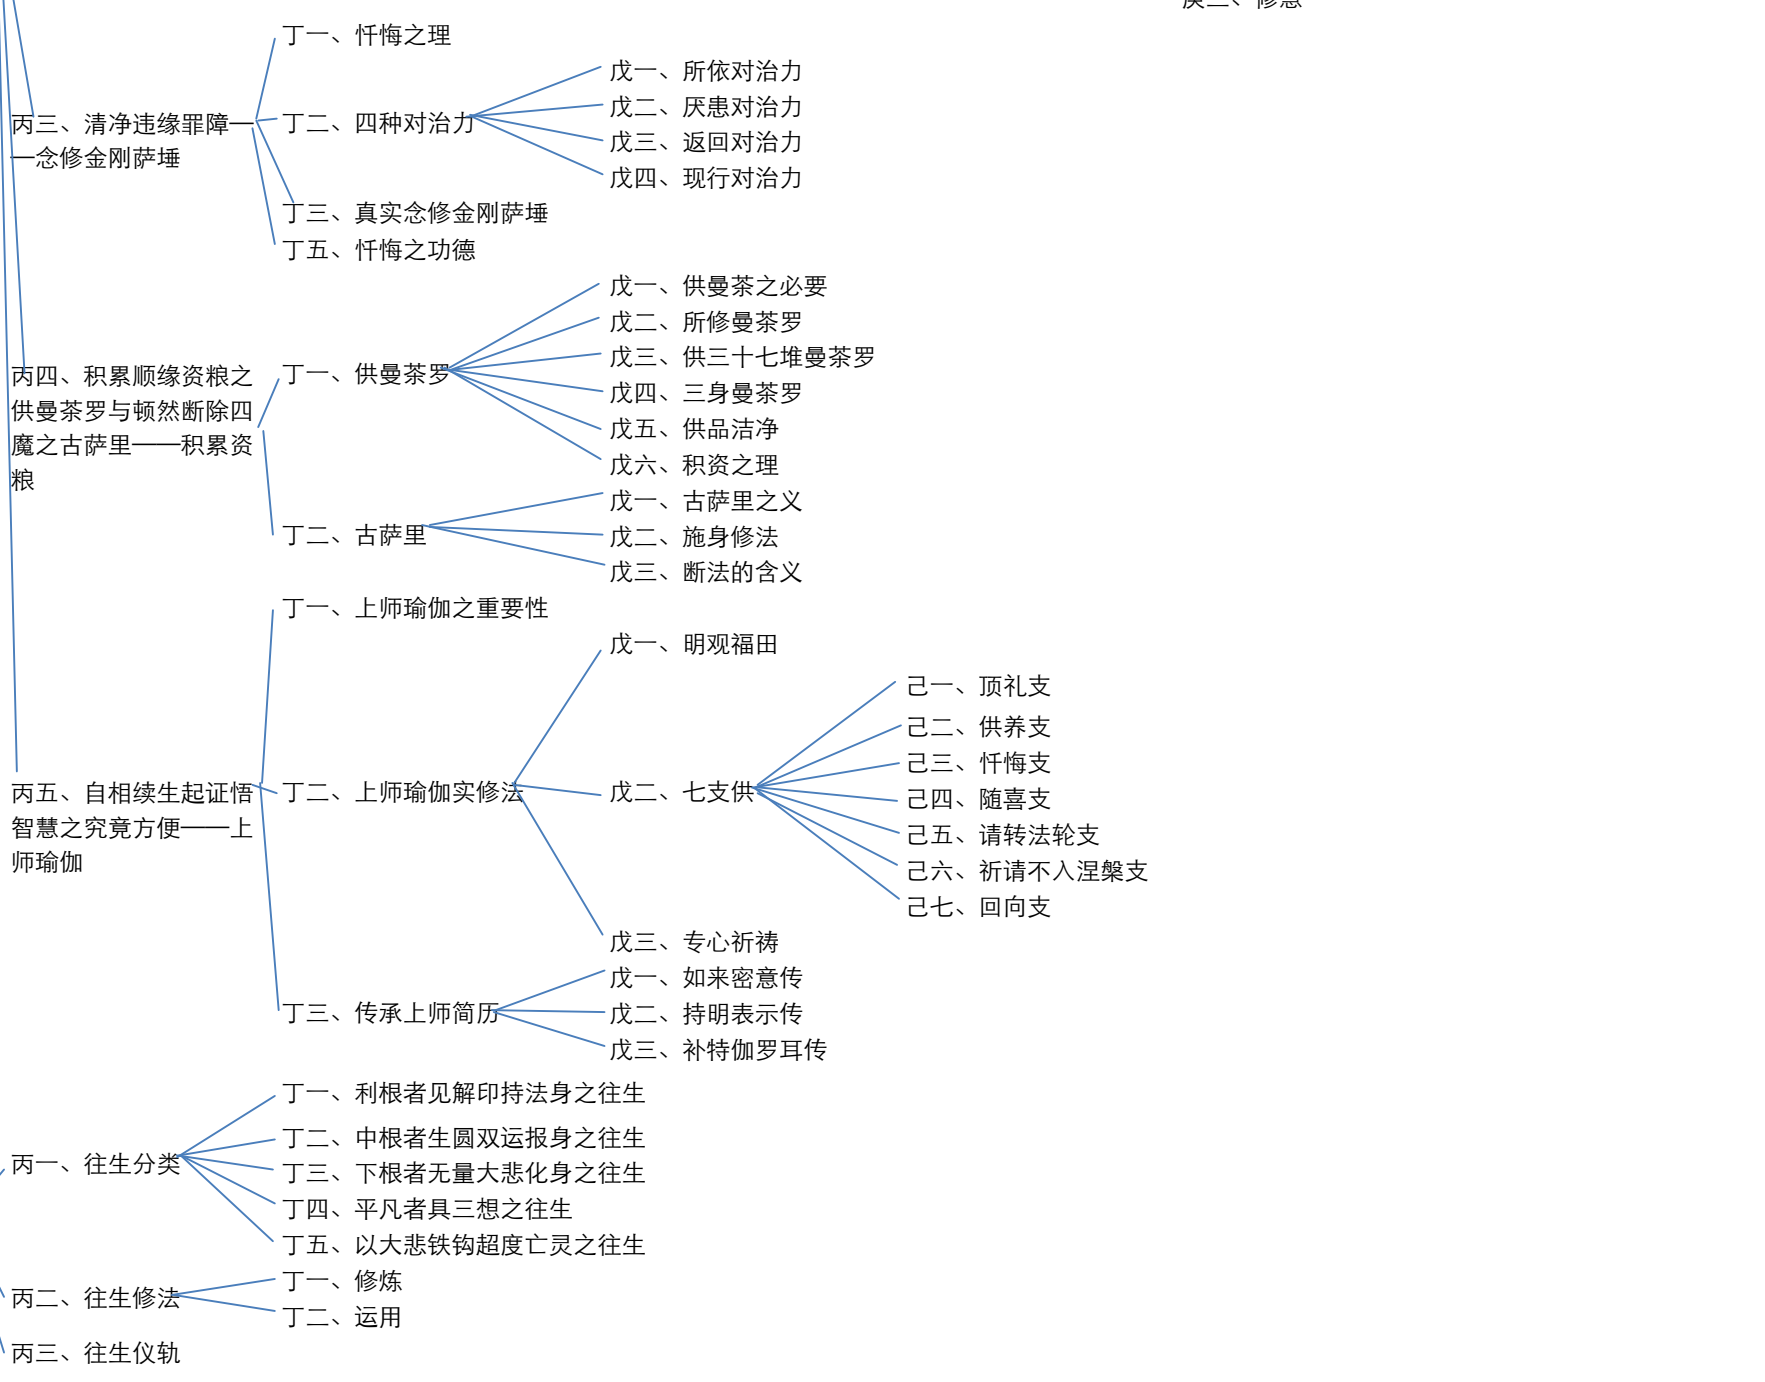 丁一、忏悔之理
戊一、所依对治力
戊二、厌患对治力
丙三、清净违缘罪障—
—念修金刚萨埵
丁二、四种对治力
戊三、返回对治力
戊四、现行对治力
丁三、真实念修金刚萨埵
丁五、忏悔之功德
戊一、供曼茶之必要
戊二、所修曼茶罗
戊三、供三十七堆曼茶罗
丙四、积累顺缘资粮之
供曼茶罗与顿然断除四
魔之古萨里——积累资
粮
丁一、供曼茶罗
戊四、三身曼茶罗
戊五、供品洁净
戊六、积资之理
戊一、古萨里之义
丁二、古萨里
戊二、施身修法
戊三、断法的含义
丁一、上师瑜伽之重要性
戊一、明观福田
己一、顶礼支
己二、供养支
己三、忏悔支
丙五、自相续生起证悟
智慧之究竟方便——上
师瑜伽
丁二、上师瑜伽实修法
戊二、七支供
己四、随喜支
己五、请转法轮支
己六、祈请不入涅槃支
己七、回向支
戊三、专心祈祷
戊一、如来密意传
丁三、传承上师简历
戊二、持明表示传
戊三、补特伽罗耳传
丁一、利根者见解印持法身之往生
丁二、中根者生圆双运报身之往生
丙一、往生分类
丁三、下根者无量大悲化身之往生
丁四、平凡者具三想之往生
丁五、以大悲铁钩超度亡灵之往生
丁一、修炼
丙二、往生修法
丁二、运用
丙三、往生仪轨